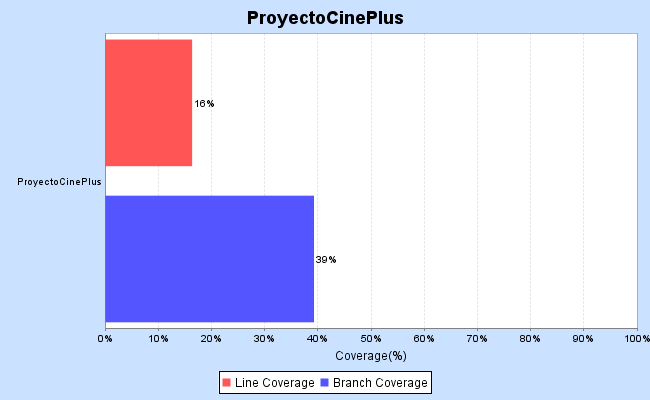 ProyectoCinePlus
16%
ProyectoCinePlus
39%
0% 10% 20% 30% 40% 50% 60% 70% 80% 90% 100%
Coverage(%)
Line Coverage Branch Coverage